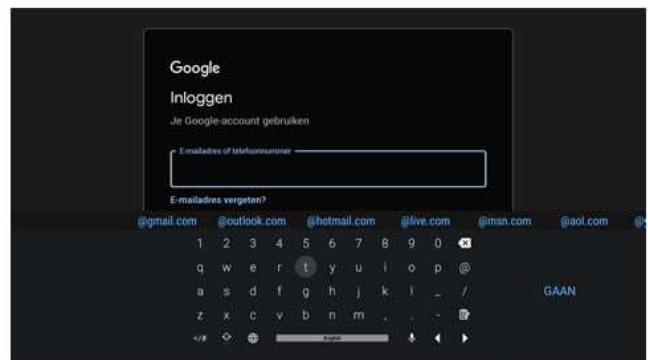 Google
Inloggen
Je Google-account gebruiken
E-mailadres of telefoonnummer
E-mailadres vergeten?
@gmail.com @outlook.com @hotmail.com @live.com @msn.com @aol.com @y
1 2 3 4 5 6 7 8 9 0
q w e r t y u i o p @
a s d f g h j k l _ /
GAAN
z x c v b n m , . -
</# English